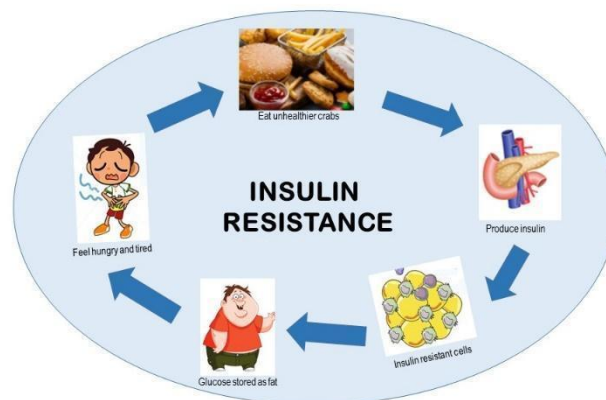 Eat unhealthier crabs
Produce insulin
INSULIN
RESISTANCE
Feel hungry and tired
Insulin resistant cells
Glucose stored as fat